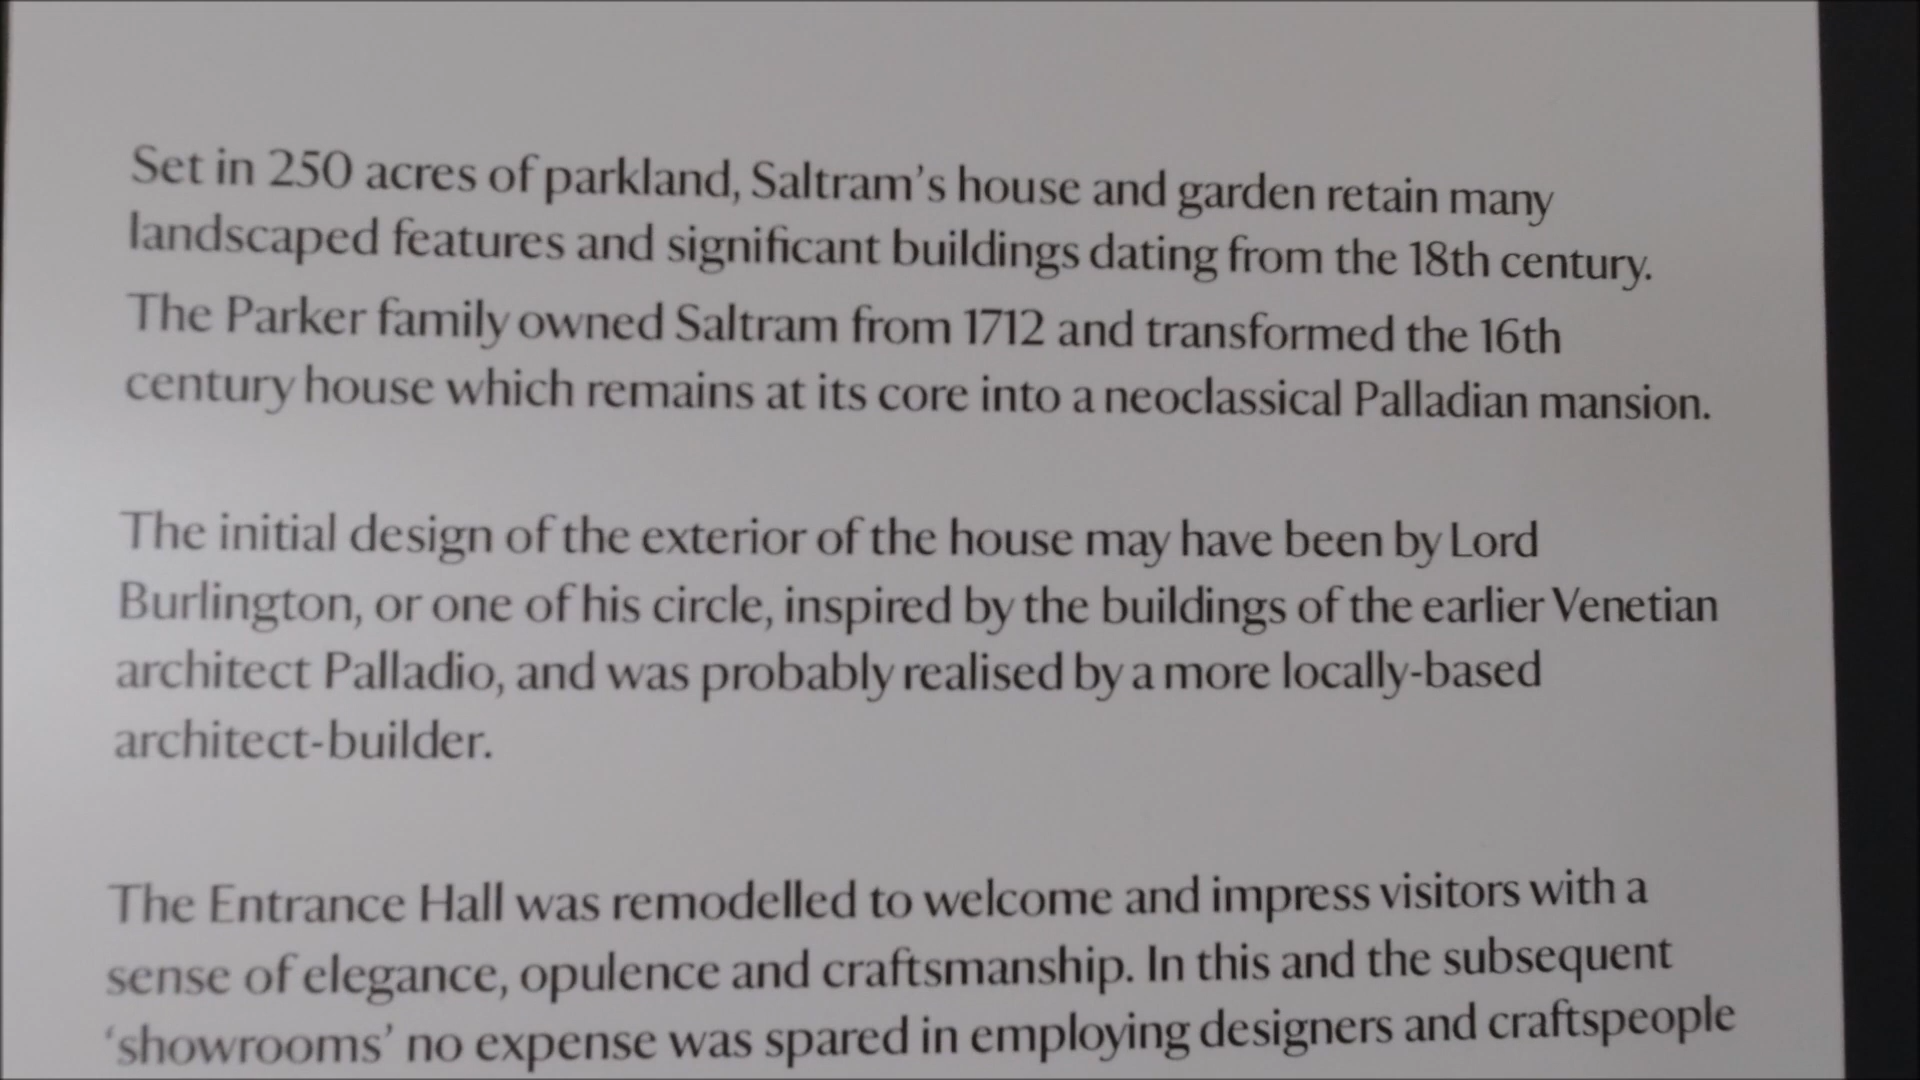 Set in 250 acres of parkland, Saltram's house and garden retain many
landscaped features and significant buildings dating from the 18th century.
The Parker family owned Saltram from 1712 and transformed the 16th
century house which remains at its core into a neoclassical Palladian mansion.
The initial design of the exterior of the house may have been by Lord
Burlington, or one of his circle, inspired by the buildings of the earlier Venetian
architect Palladio, and was probably realised by a more locally-based
architect-builder.
The Entrance Hall was remodelled to welcome and impress visitors with a
sense of elegance, opulence and craftsmanship. In this and the subsequent
'showrooms' no expense was spared in employing designers and craftspeople